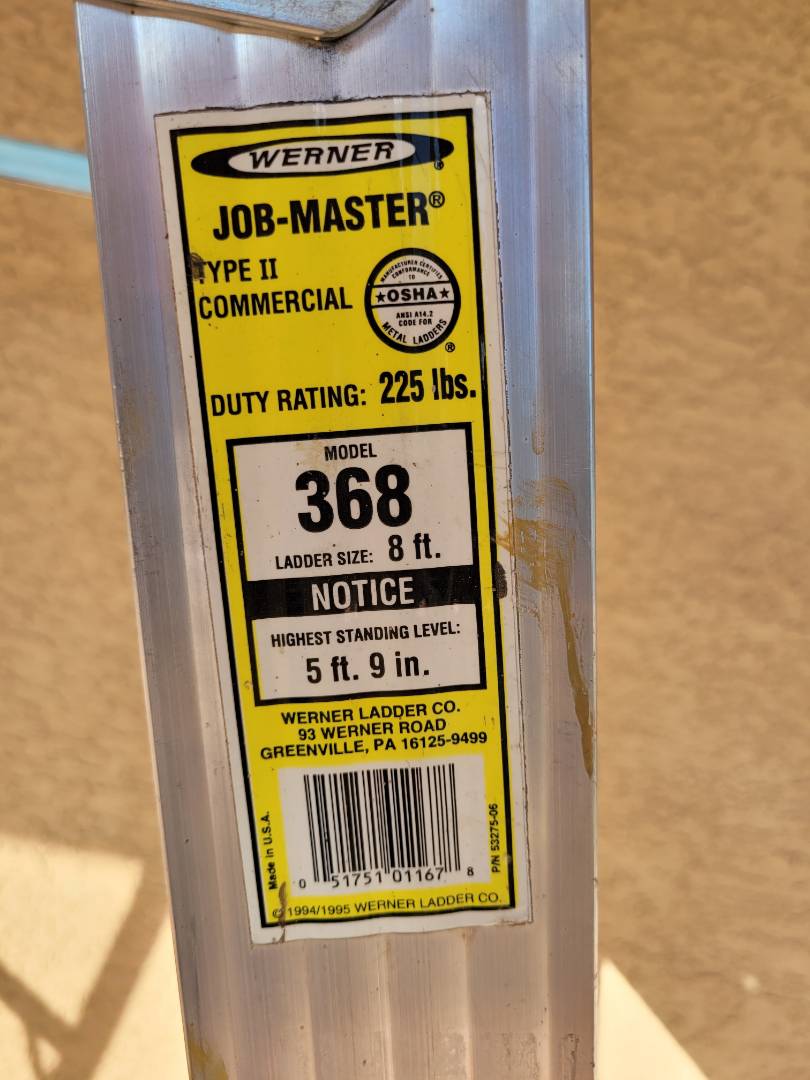 WERNER®
JOB-MASTER®
TYPE II
COMMERCIAL
MANUFACTURER CERTIFIES
CONFORMANCE
TO
★OSHA★
ANSI A14.2
CODE FOR
METAL LADDERS
®
DUTY RATING: 225 lbs.
MODEL
368
LADDER SIZE: 8 ft.
NOTICE
HIGHEST STANDING LEVEL:
5 ft. 9 in.
WERNER LADDER CO.
93 WERNER ROAD
GREENVILLE, PA 16125-9499
Made in U.S.A.
P/N 53275-06
0 51751 01167 8
© 1994/1995 WERNER LADDER CO.